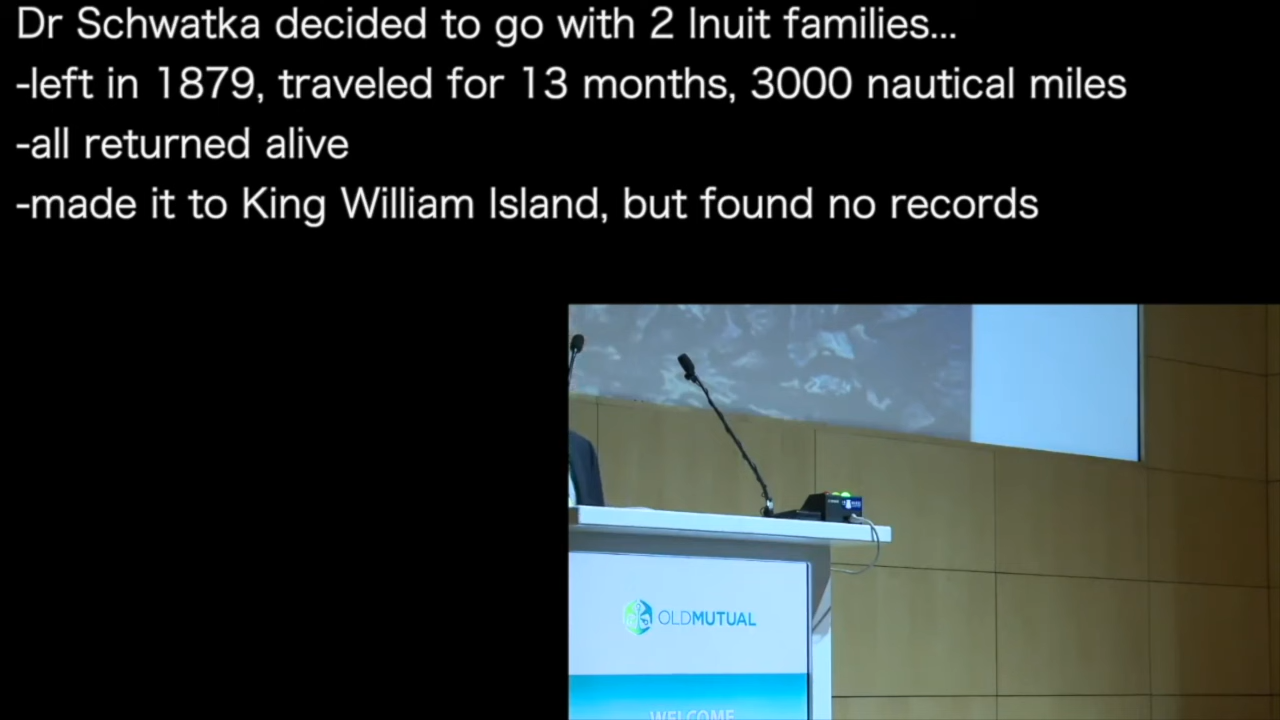 Dr Schwatka decided to go with 2 Inuit families...
-left in 1879, traveled for 13 months, 3000 nautical miles
-all returned alive
-made it to King William Island, but found no records
OLDMUTUAL
WELCOME